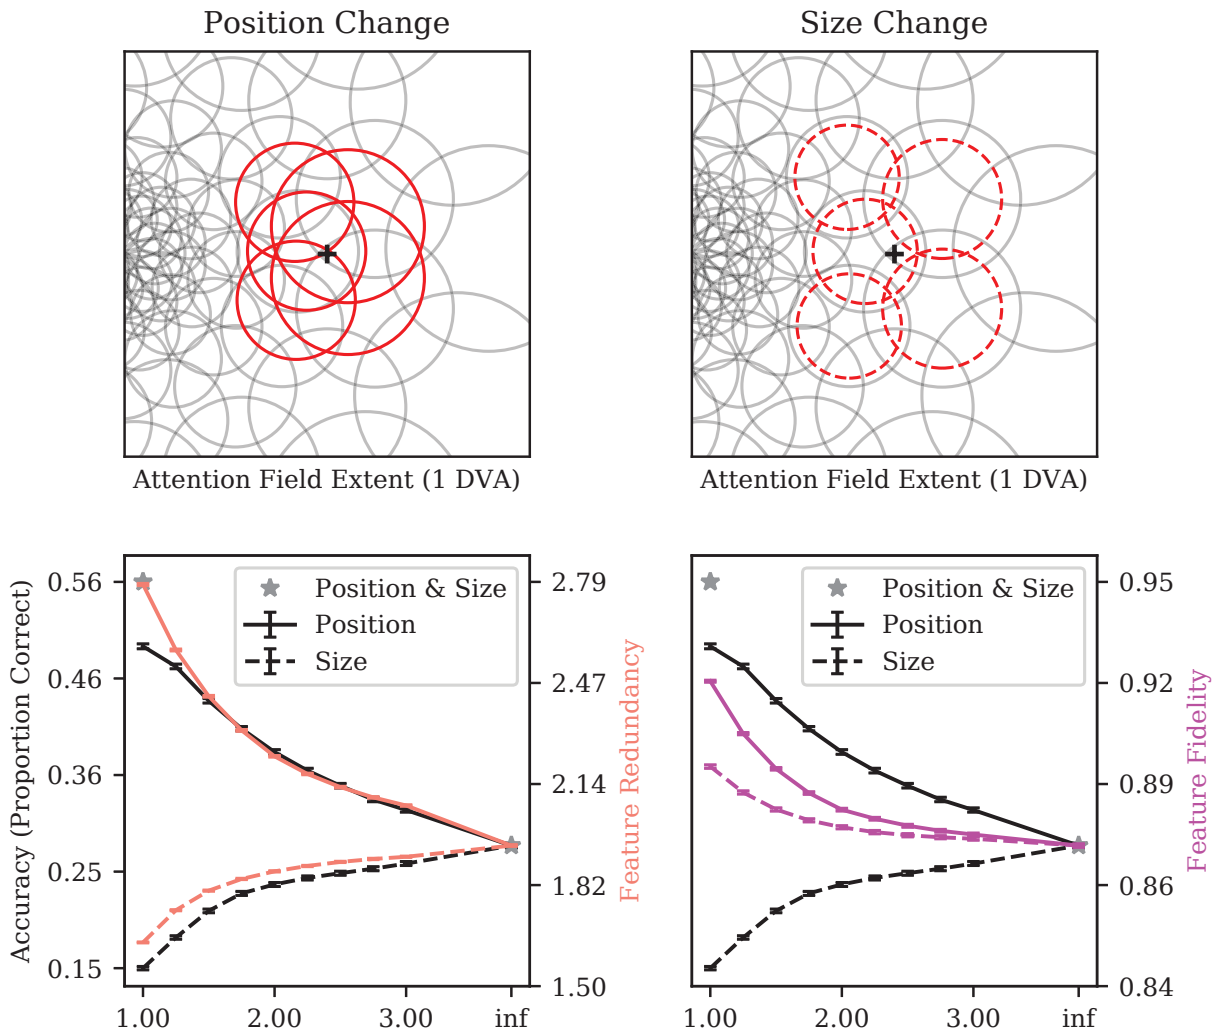 Position Change
Size Change
Attention Field Extent (1 DVA)
Attention Field Extent (1 DVA)
Accuracy (Proportion Correct)
0.56
0.46
0.36
0.25
0.15
Position & Size
Position
Size
2.79
2.47
2.14
1.82
1.50
Feature Redundancy
1.00
2.00
3.00
inf
Position & Size
Position
Size
0.95
0.92
0.89
0.86
0.84
Feature Fidelity
1.00
2.00
3.00
inf